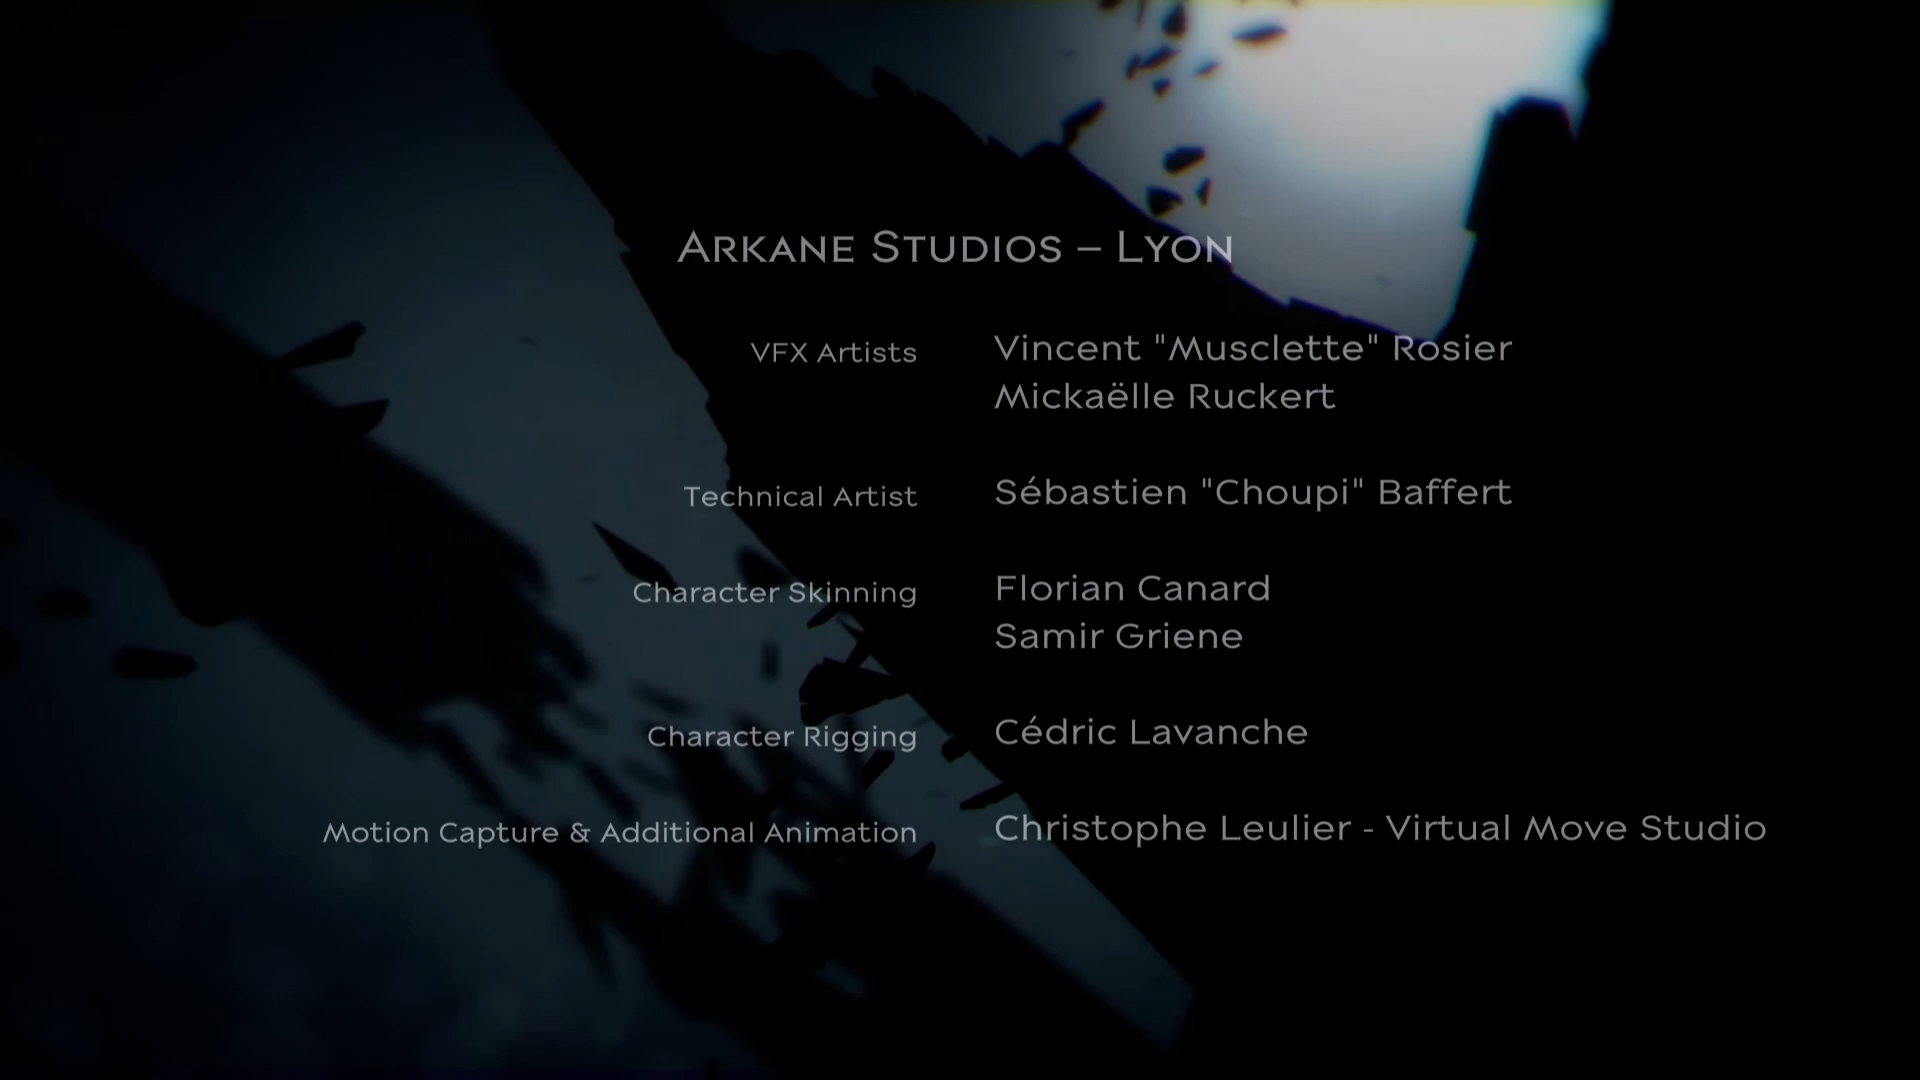 Arkane Studios – Lyon
VFX Artists Vincent "Musclette" Rosier
Mickaëlle Ruckert
Technical Artist Sébastien "Choupi" Baffert
Character Skinning Florian Canard
Samir Griene
Character Rigging Cédric Lavanche
Motion Capture & Additional Animation Christophe Leulier - Virtual Move Studio